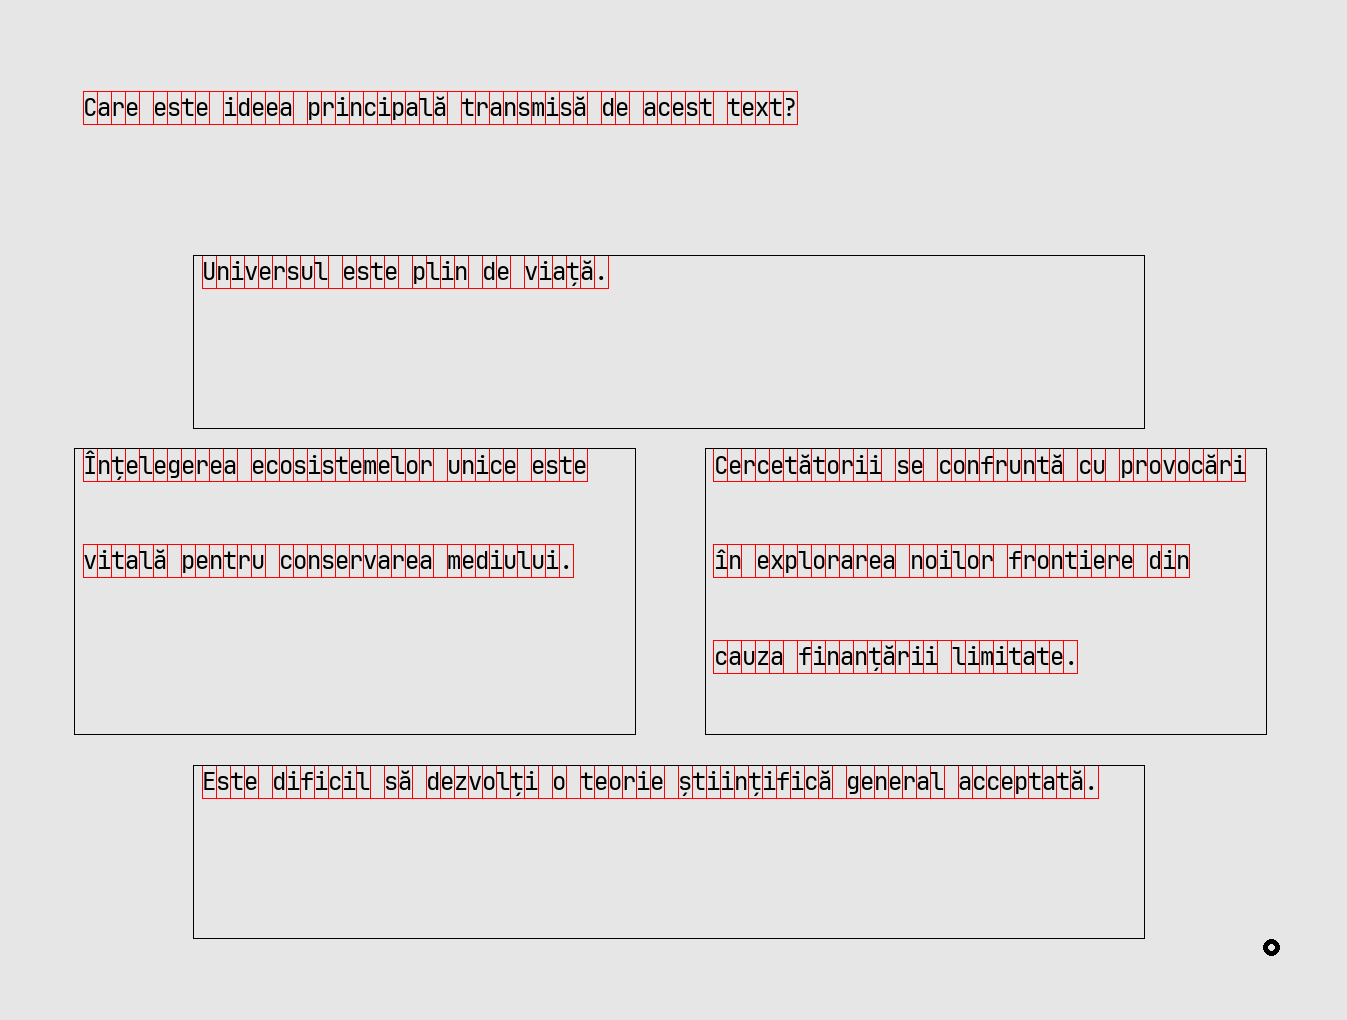 Care este ideea principală transmisă de acest text?
Universul este plin de viață.
Înțelegerea ecosistemelor unice este
vitală pentru conservarea mediului.
Cercetătorii se confruntă cu provocări
în explorarea noilor frontiere din
cauza finanțării limitate.
Este dificil să dezvolți o teorie științifică general acceptată.